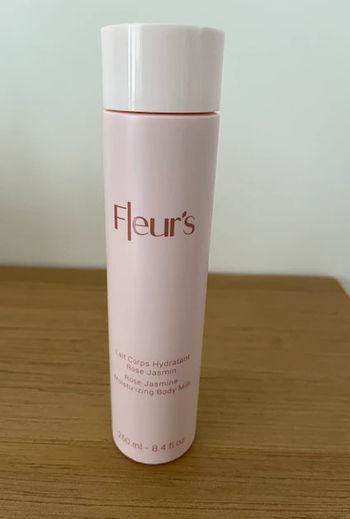 Fleur's
Lait Corps Hydratant
Rose Jasmin
Rose Jasmine
Moisturizing Body Milk
250 ml - 8.4 fl oz